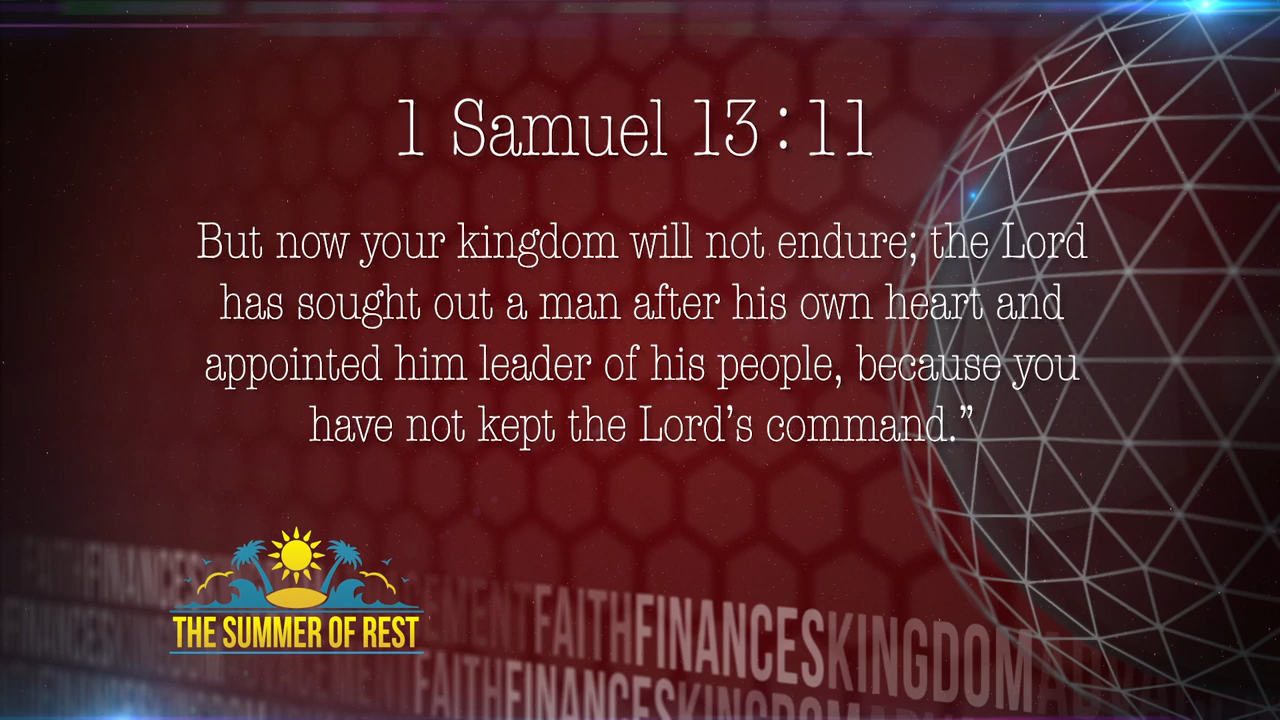 1 Samuel 13:11
But now your kingdom will not endure; the Lord
has sought out a man after his own heart and
appointed him leader of his people, because you
have not kept the Lord’s command.”
THE SUMMER OF REST
FAITHFINANCES
EMENTFAITHFINANCESKINGDOM
FAITHFINANCESKINGDOM